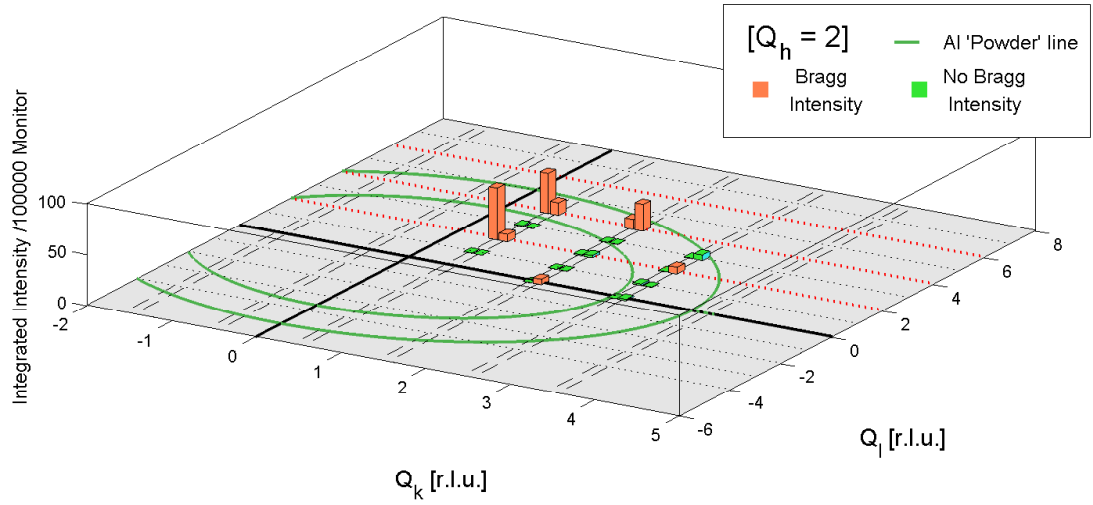 [Q_h = 2]
Al 'Powder' line
Bragg Intensity
No Bragg Intensity
Integrated Intensity /100000 Monitor
100
50
0
-2
-1
0
1
2
3
4
5
-6
-4
-2
0
2
4
6
8
Q_k [r.l.u.]
Q_l [r.l.u.]